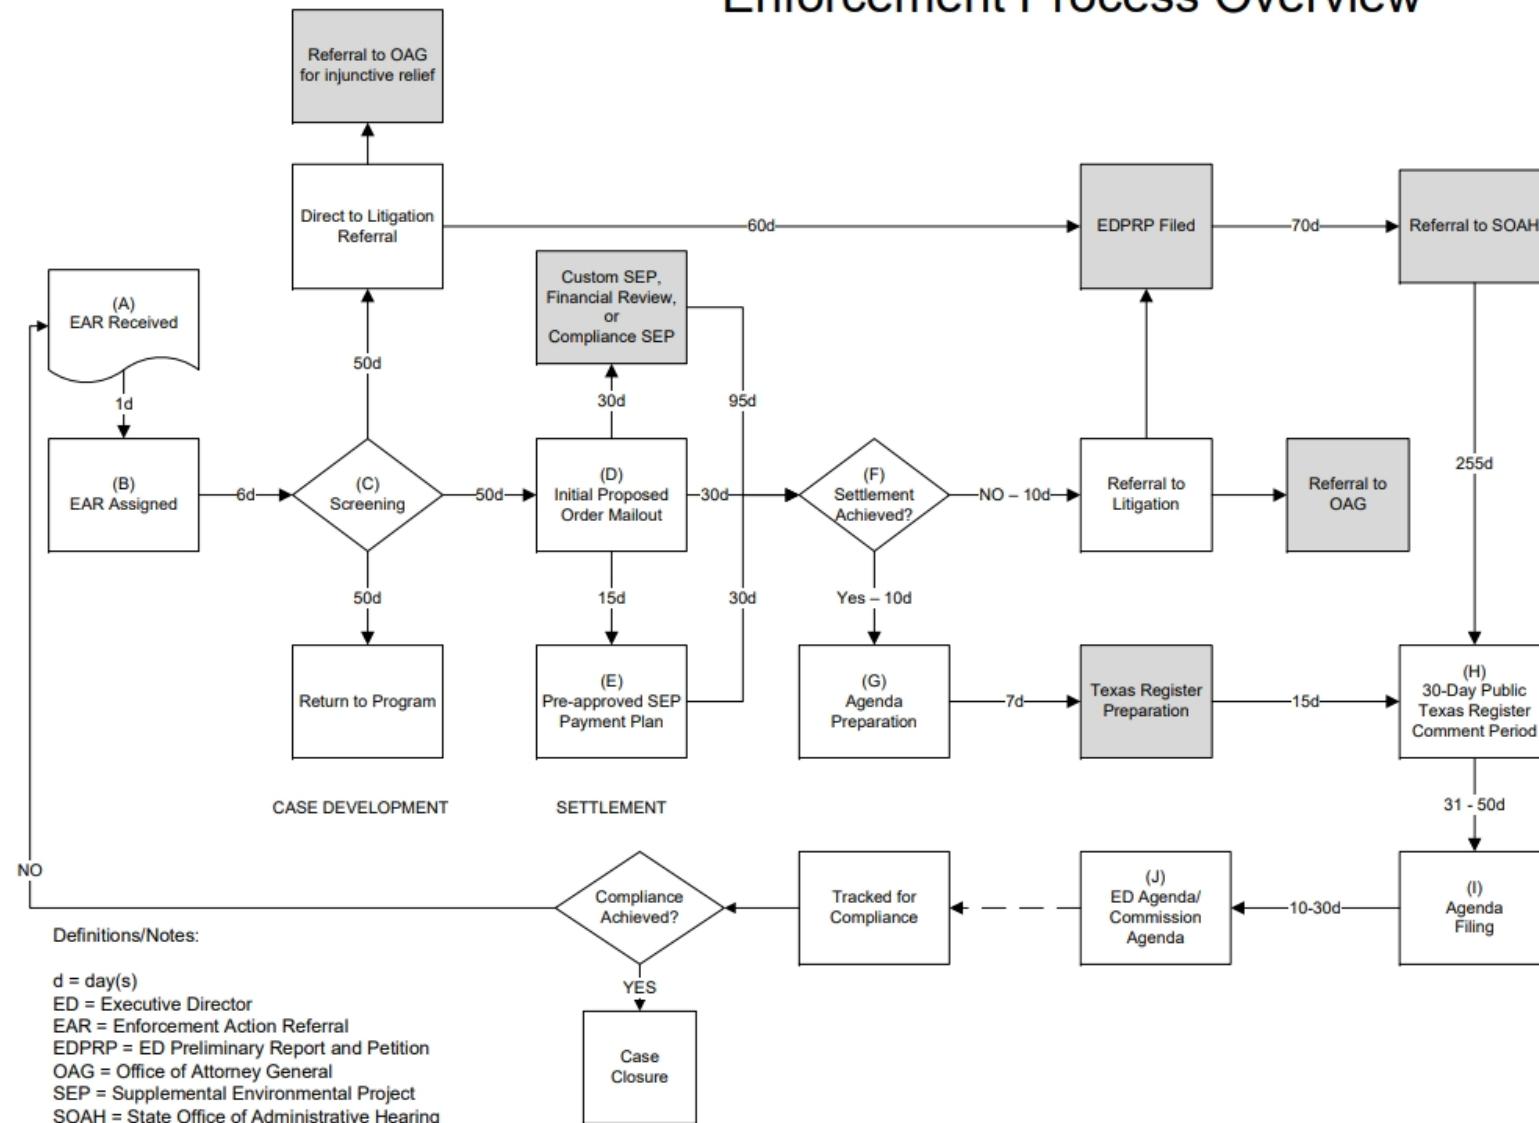 Enforcement Process Overview
Referral to OAG
for injunctive relief
Direct to Litigation
Referral
60d
EDPRP Filed
70d
Referral to SOAH
Custom SEP,
Financial Review,
or
Compliance SEP
(A)
EAR Received
50d
1d
30d
95d
(B)
EAR Assigned
6d
(C)
Screening
50d
(D)
Initial Proposed
Order Mailout
30d
(F)
Settlement
Achieved?
NO – 10d
Referral to
Litigation
Referral to
OAG
255d
50d
15d
30d
Yes – 10d
Return to Program
(E)
Pre-approved SEP
Payment Plan
(G)
Agenda
Preparation
7d
Texas Register
Preparation
15d
(H)
30-Day Public
Texas Register
Comment Period
CASE DEVELOPMENT
SETTLEMENT
31 - 50d
NO
Compliance
Achieved?
Tracked for
Compliance
(J)
ED Agenda/
Commission
Agenda
10-30d
(I)
Agenda
Filing
YES
Case
Closure
Definitions/Notes:
d = day(s)
ED = Executive Director
EAR = Enforcement Action Referral
EDPRP = ED Preliminary Report and Petition
OAG = Office of Attorney General
SEP = Supplemental Environmental Project
SOAH = State Office of Administrative Hearing